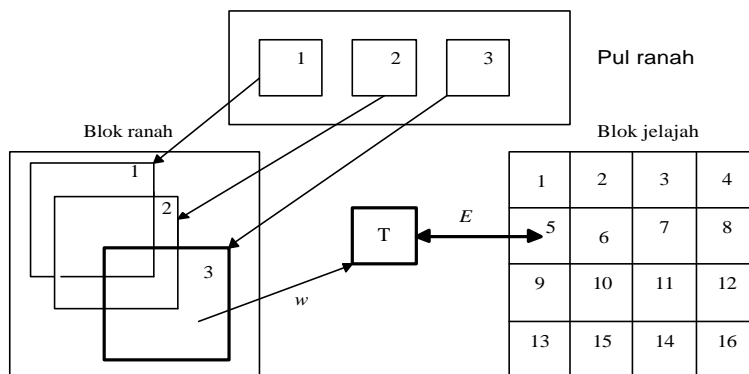 1 2 3
Pul ranah
Blok ranah
Blok jelajah
1
2
3
w
T
E
1 2 3 4
5 6 7 8
9 10 11 12
13 15 14 16